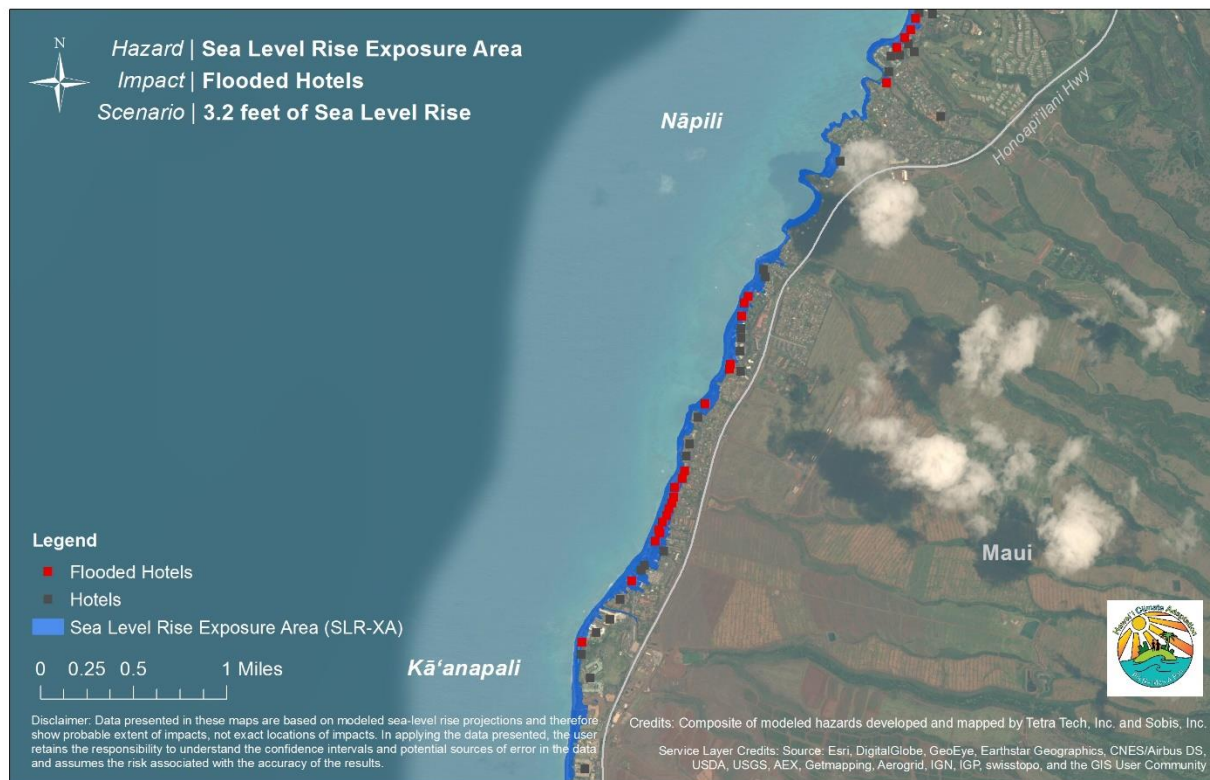 N
Hazard | Sea Level Rise Exposure Area
Impact | Flooded Hotels
Scenario | 3.2 feet of Sea Level Rise
Nāpili
Honoapiʻilani Hwy
Maui
Legend
Flooded Hotels
Hotels
Sea Level Rise Exposure Area (SLR-XA)
0 0.25 0.5 1 Miles
Kāʻanapali
Hawaiʻi Climate Adaptation
Disclaimer: Data presented in these maps are based on modeled sea-level rise projections and therefore
show probable extent of impacts, not exact locations of impacts. In applying the data presented, the user
retains the responsibility to understand the confidence intervals and potential sources of error in the data
and assumes the risk associated with the accuracy of the results.
Credits: Composite of modeled hazards developed and mapped by Tetra Tech, Inc. and Sobis, Inc.
Service Layer Credits: Source: Esri, DigitalGlobe, GeoEye, Earthstar Geographics, CNES/Airbus DS,
USDA, USGS, AEX, Getmapping, Aerogrid, IGN, IGP, swisstopo, and the GIS User Community